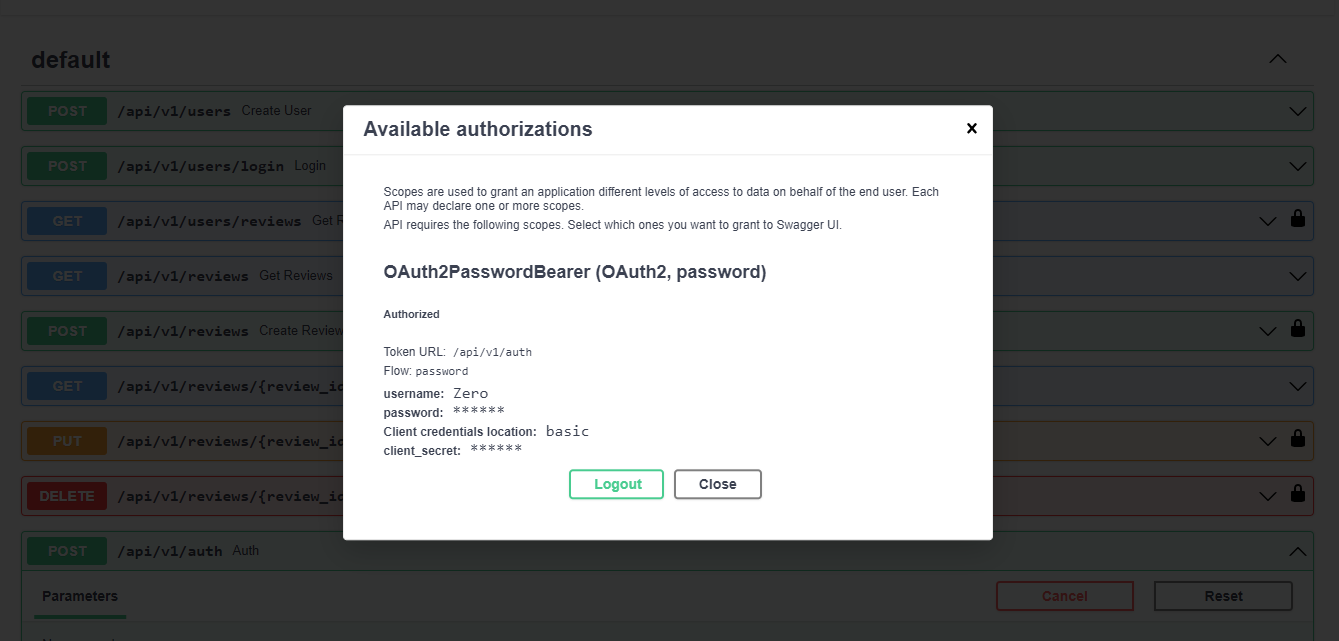 default
POST /api/v1/users Create User
POST /api/v1/users/login Login
GET /api/v1/users/reviews Get
GET /api/v1/reviews Get Reviews
POST /api/v1/reviews Create Review
GET /api/v1/reviews/{review_id
PUT /api/v1/reviews/{review_id
DELETE /api/v1/reviews/{review_id
POST /api/v1/auth Auth
Parameters
Cancel
Reset
Available authorizations
Scopes are used to grant an application different levels of access to data on behalf of the end user. Each
API may declare one or more scopes.
API requires the following scopes. Select which ones you want to grant to Swagger UI.
OAuth2PasswordBearer (OAuth2, password)
Authorized
Token URL: /api/v1/auth
Flow: password
username: Zero
password: ******
Client credentials location: basic
client_secret: ******
Logout
Close